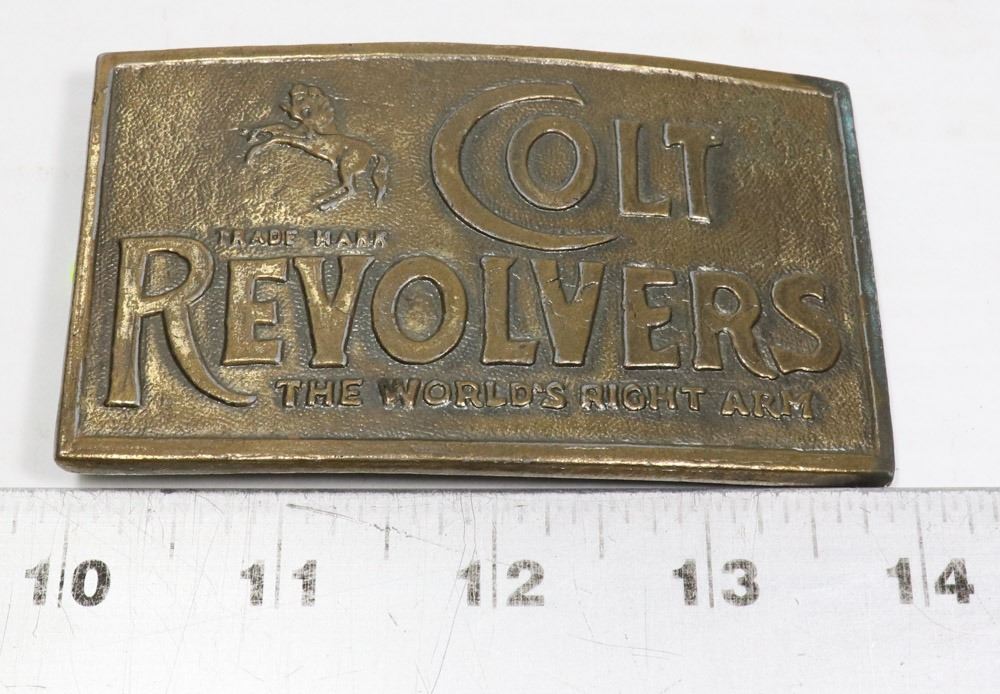 COLT
TRADE MARK
REVOLVERS
THE WORLD'S RIGHT ARM
10 11 12 13 14